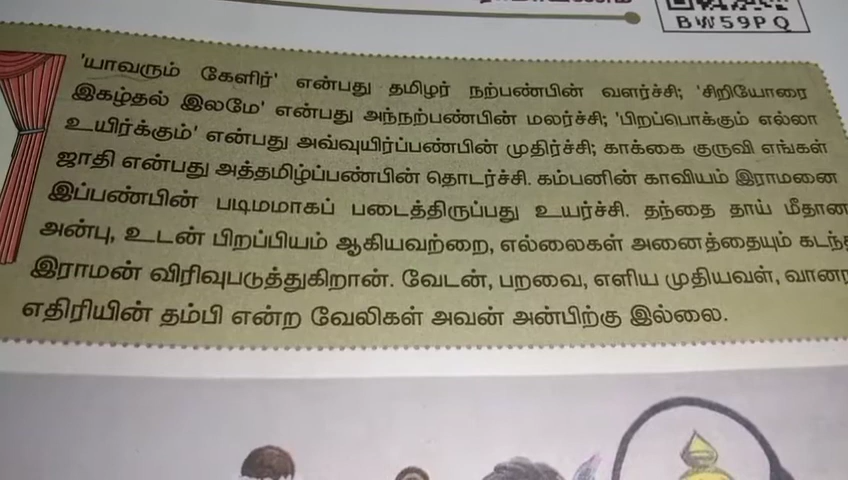 BW59PQ
'யாவரும் கேளிர்' என்பது தமிழர் நற்பண்பின் வளர்ச்சி; 'சிறியோரை
இகழ்தல் இலமே' என்பது அந்நற்பண்பின் மலர்ச்சி; 'பிறப்பொக்கும் எல்லா
உயிர்க்கும்' என்பது அவ்வுயிர்ப்பண்பின் முதிர்ச்சி; காக்கை குருவி எங்கள்
ஜாதி என்பது அத்தமிழ்ப்பண்பின் தொடர்ச்சி. கம்பனின் காவியம் இராமனை
இப்பண்பின் படிமமாகப் படைத்திருப்பது உயர்ச்சி. தந்தை தாய் மீதான
அன்பு, உடன் பிறப்பியம் ஆகியவற்றை, எல்லைகள் அனைத்தையும்
இராமன் விரிவுபடுத்துகிறான். வேடன், பறவை, எளிய முதியவள்,
எதிரியின் தம்பி என்ற வேலிகள் அவன் அன்பிற்கு இல்லை.